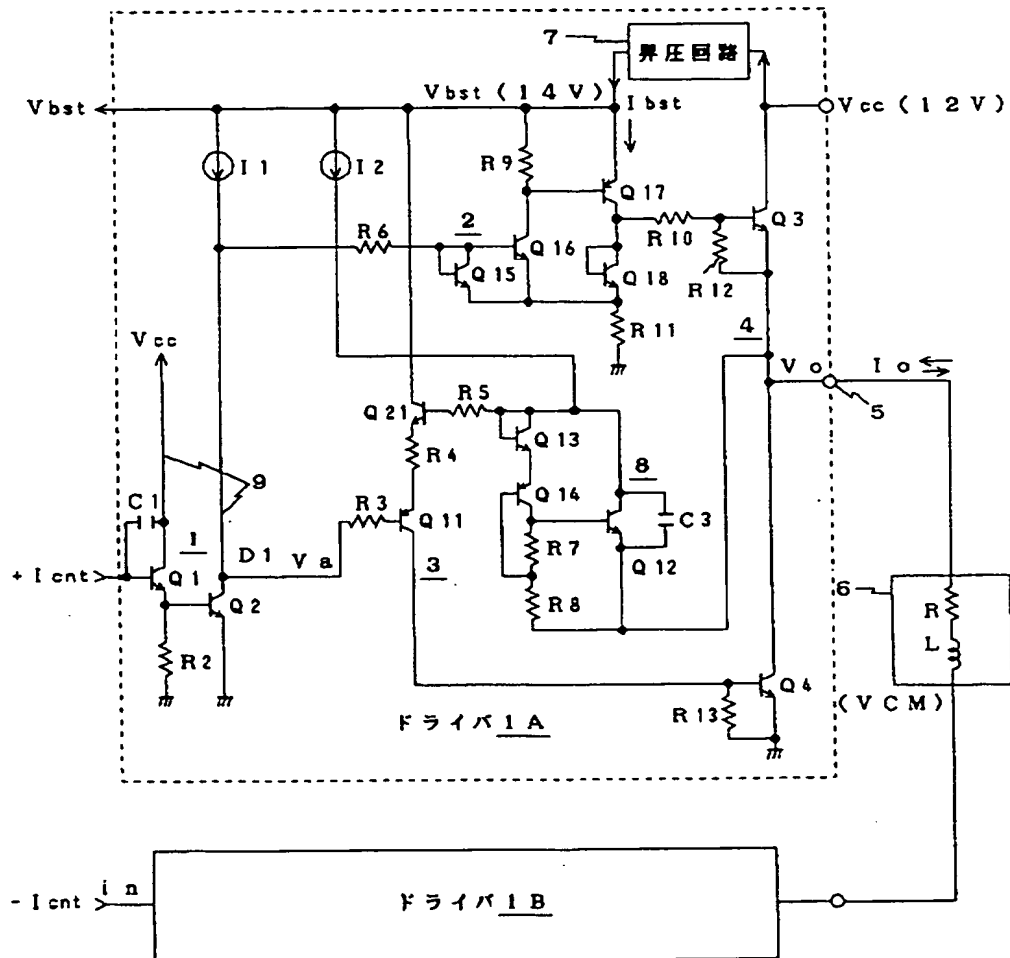 7
昇圧回路
Vbst
Vbst(14V)
Ibst
Vcc(12V)
I1
I2
R9
Q17
Q3
R6
2
Q16
R10
Q15
Q18
R12
R11
4
Vcc
Vo
Io
5
R5
Q21
Q13
R4
8
9
C1
R3
Q14
Q11
C3
1
D1
Va
R7
+Icnt
Q1
3
Q12
Q2
R8
6
R
L
R2
Q4
(VCM)
R13
ドライバ1A
-Icnt
in
ドライバ1B